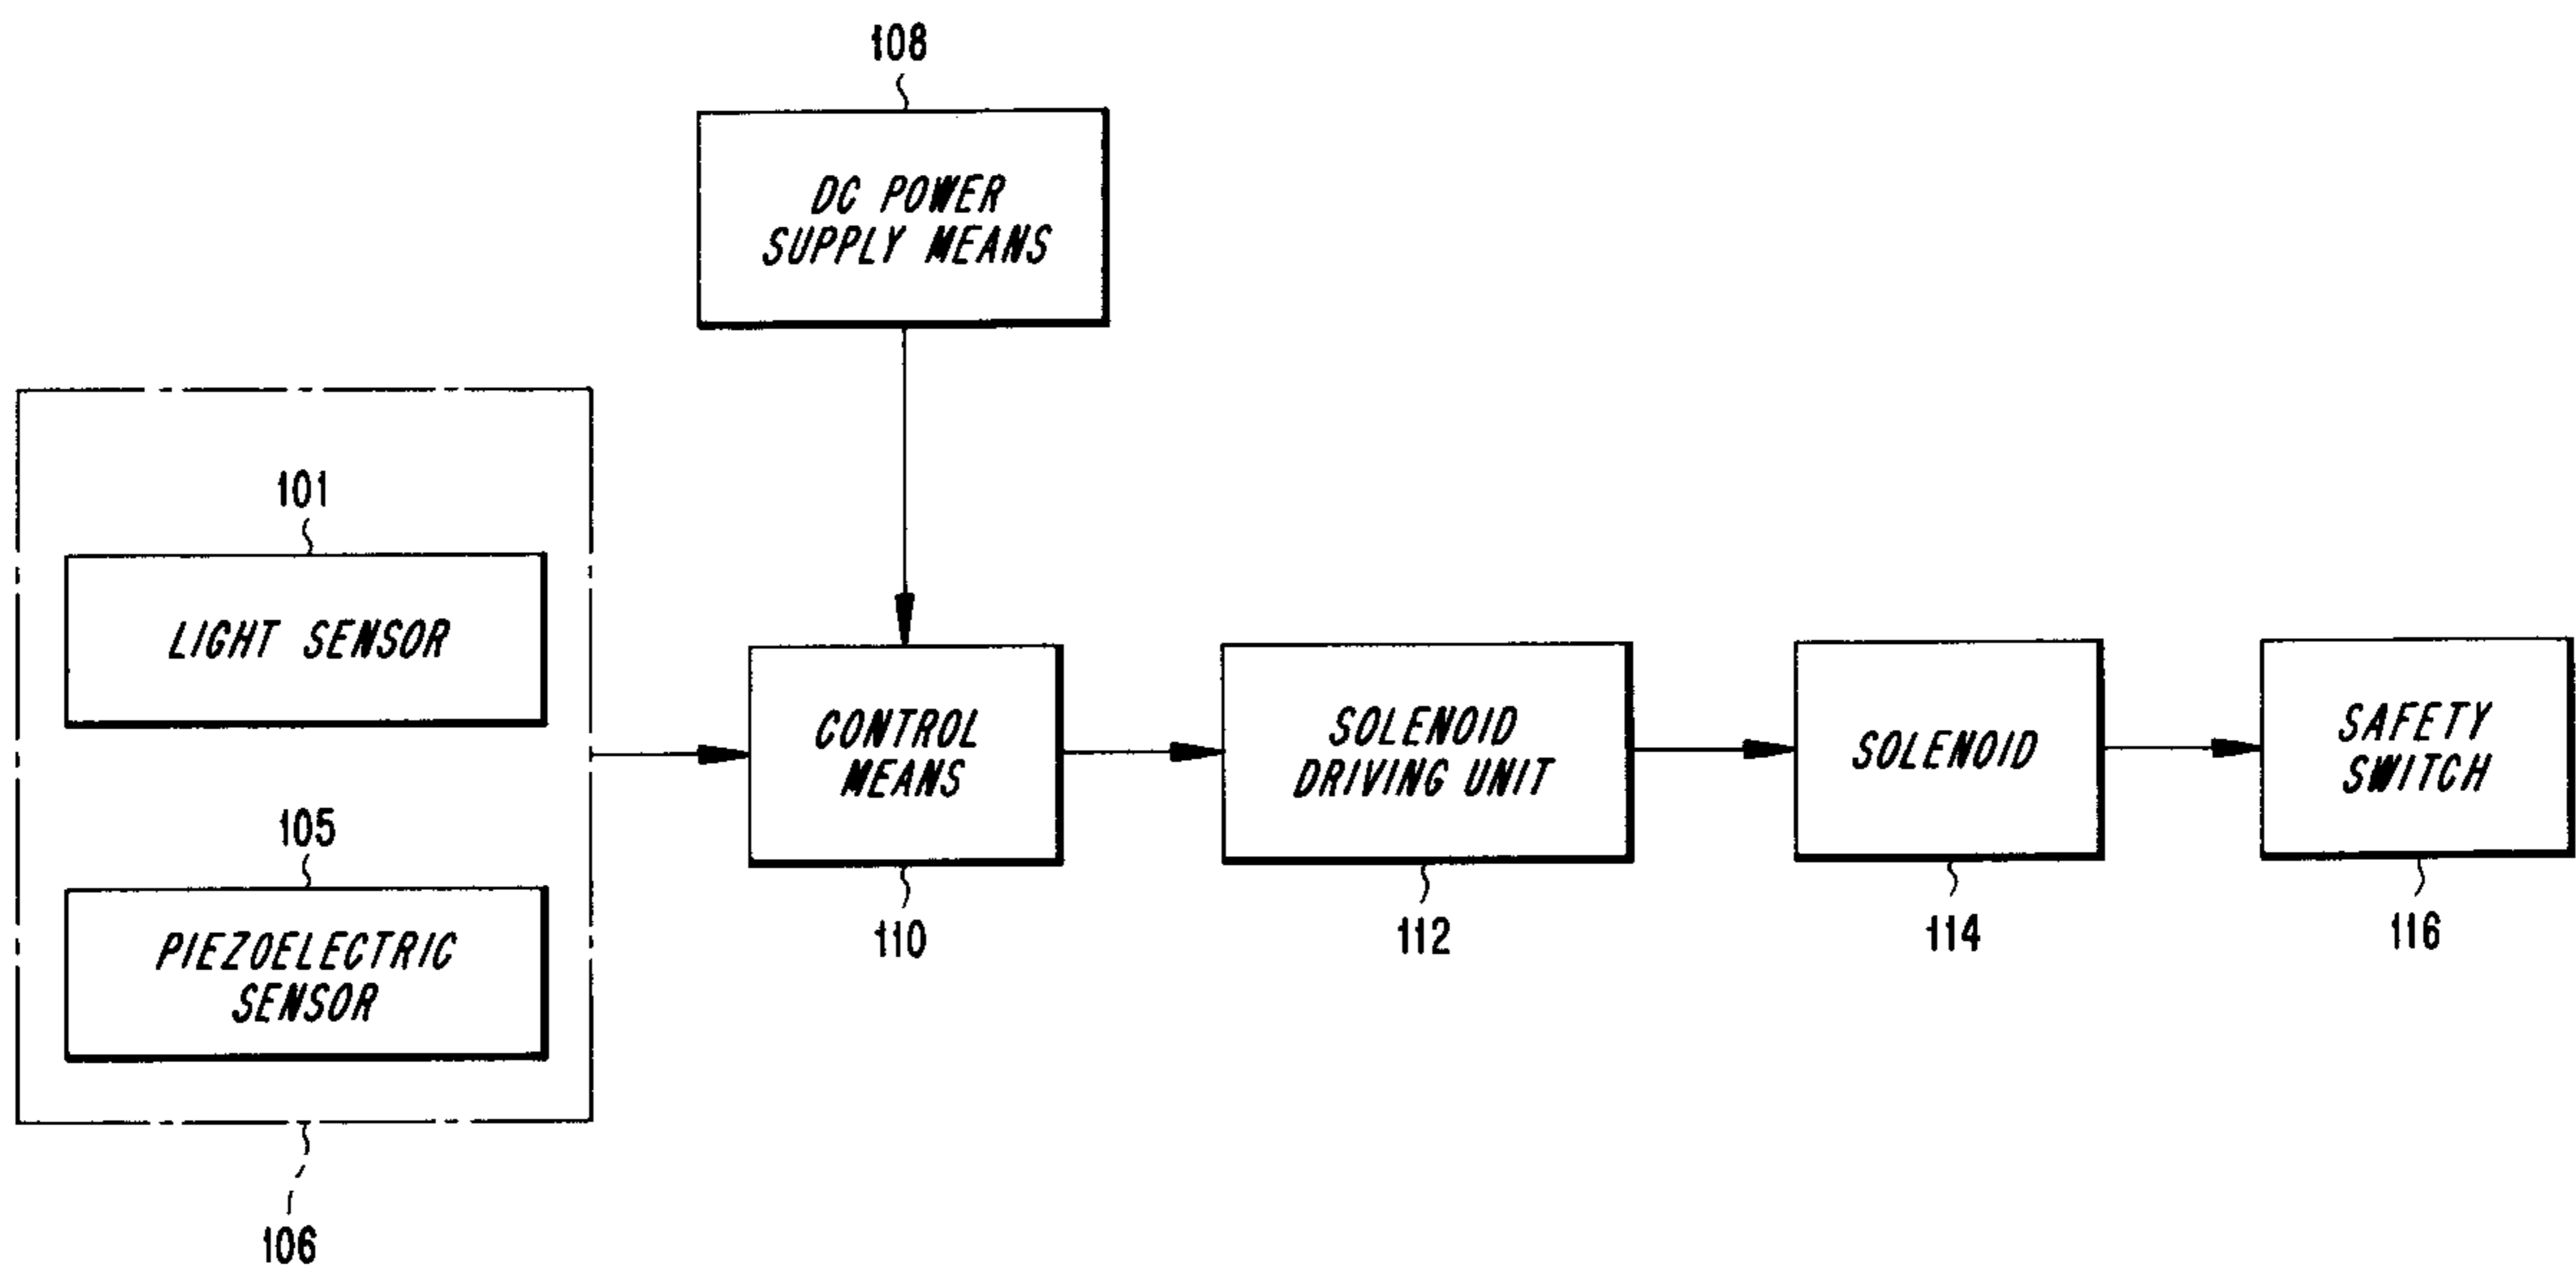 108
DC POWER
SUPPLY MEANS
101
LIGHT SENSOR
105
PIEZOELECTRIC
SENSOR
106
CONTROL
MEANS
110
SOLENOID
DRIVING UNIT
112
SOLENOID
114
SAFETY
SWITCH
116